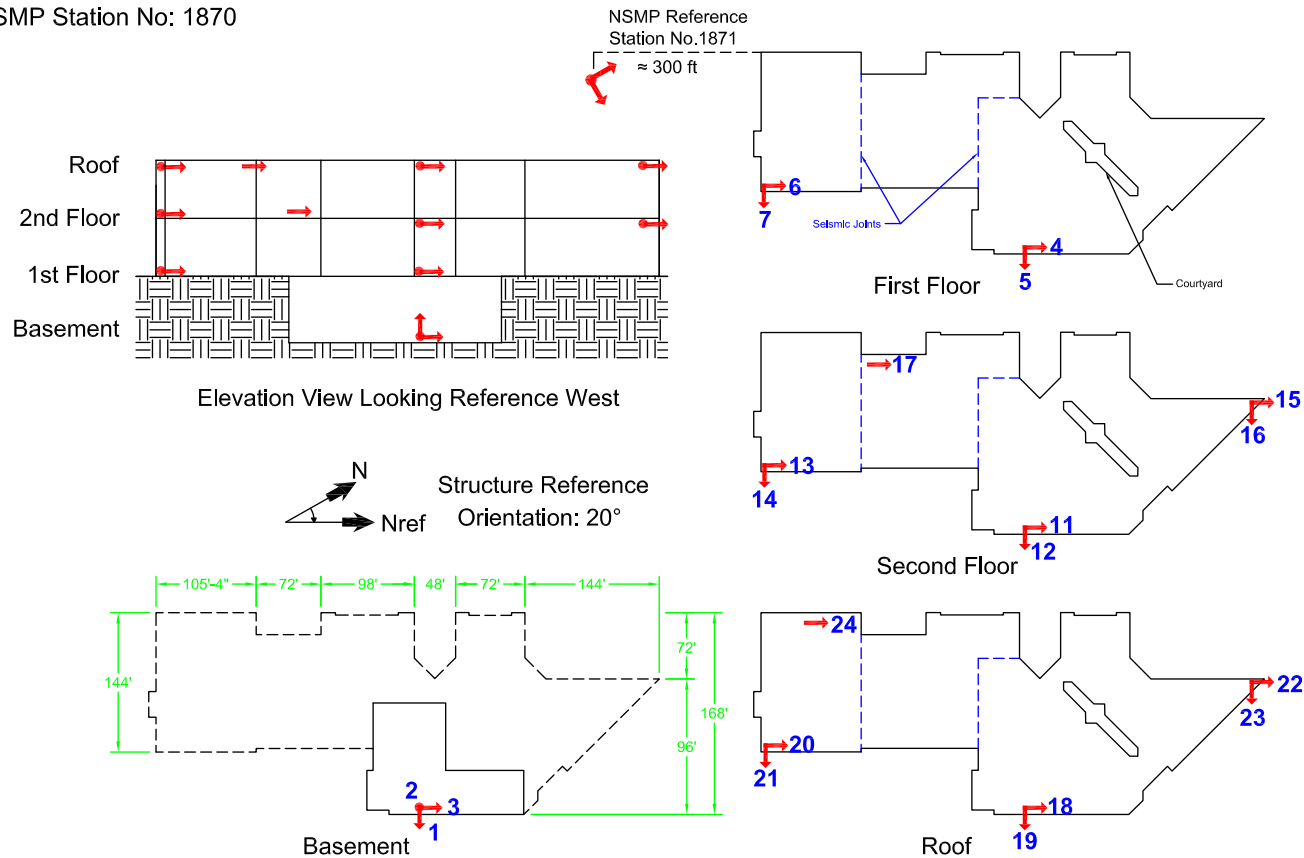 SMP Station No: 1870
NSMP Reference
Station No.1871
≈ 300 ft
Roof
2nd Floor
1st Floor
Basement
Elevation View Looking Reference West
N
Nref
Structure Reference
Orientation: 20°
6
7
4
5
Seismic Joints
Courtyard
First Floor
17
15
16
13
14
11
12
Second Floor
105'-4"
72'
98'
48'
72'
144'
144'
72'
168'
96'
2
3
1
Basement
24
22
23
20
21
18
19
Roof